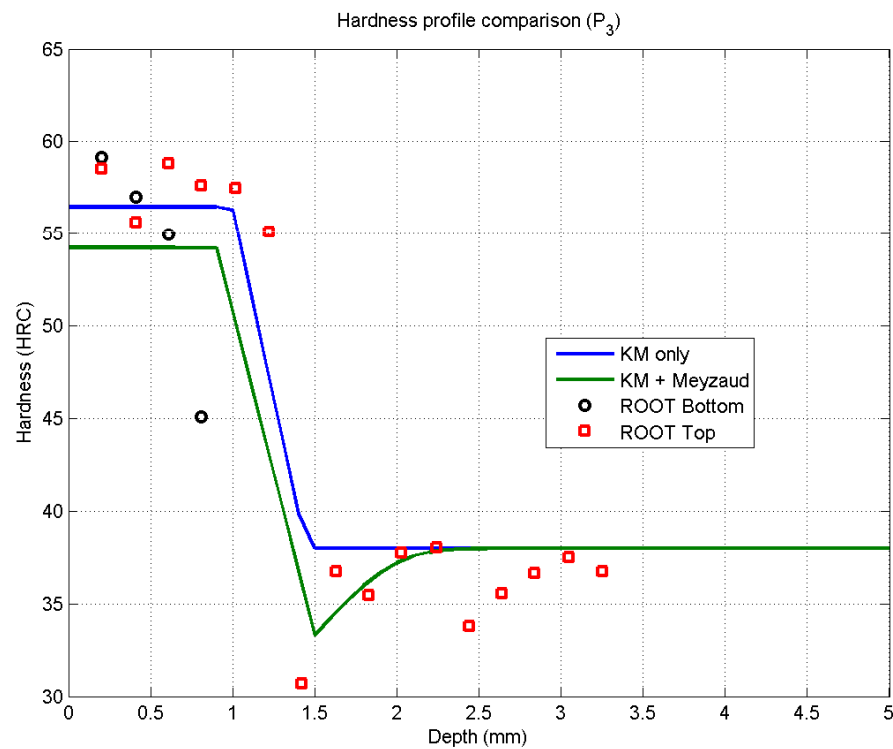 Hardness profile comparison (P₃)
65
60
55
50
45
40
35
30
Hardness (HRC)
KM only
KM + Meyzaud
ROOT Bottom
ROOT Top
0 0.5 1 1.5 2 2.5 3 3.5 4 4.5 5
Depth (mm)